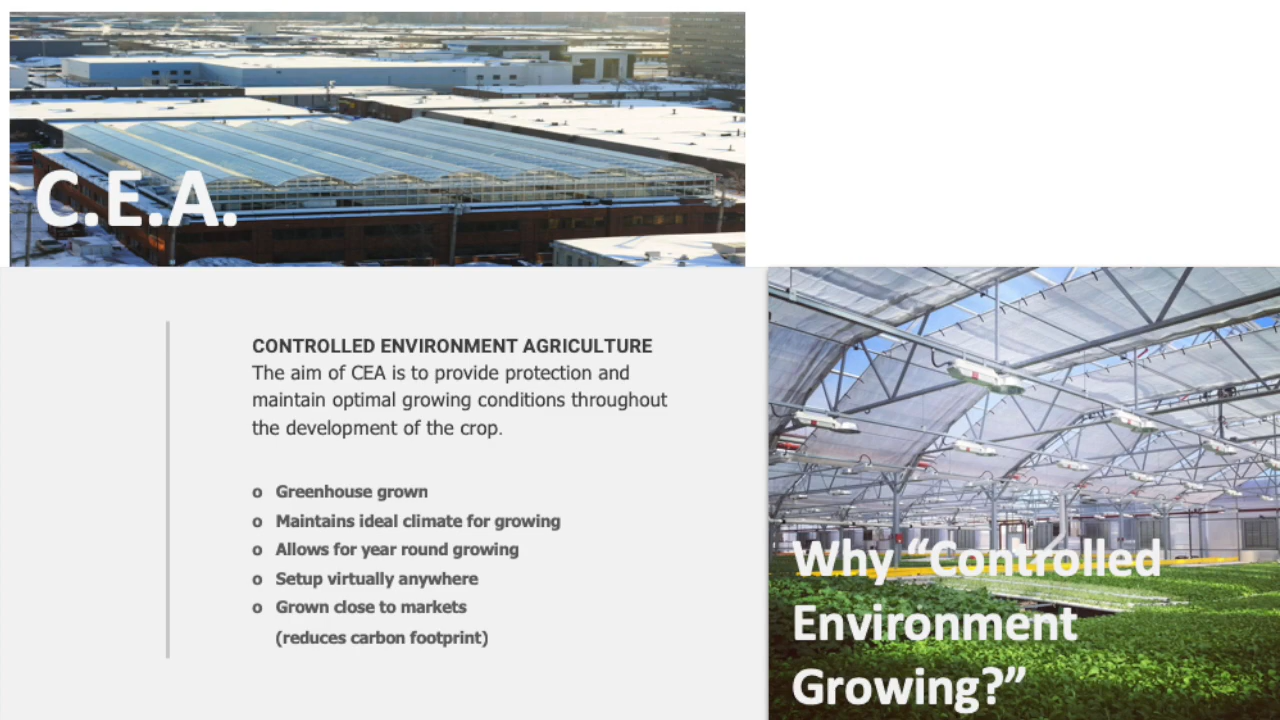 C.E.A.
CONTROLLED ENVIRONMENT AGRICULTURE
The aim of CEA is to provide protection and
maintain optimal growing conditions throughout
the development of the crop.
o Greenhouse grown
o Maintains ideal climate for growing
o Allows for year round growing
o Setup virtually anywhere
o Grown close to markets
(reduces carbon footprint)
Why “Controlled
Environment
Growing?”